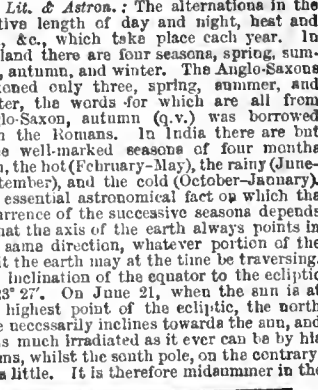 Lit. & Astron.: The alternations in the
tive length of day and night, heat and
, &c., which take place each year. In
land there are four seasons, spring, sum-
, autumn, and winter. The Anglo-Saxons
oned only three, spring, summer, and
ter, the words for which are all from
lo-Saxon, autumn (q.v.) was borrowed
the Romans. In India there are but
e well-marked seasons of four months
, the hot (February-May), the rainy (June-
tember), and the cold (October-January).
essential astronomical fact on which the
urrence of the successive seasons depends
hat the axis of the earth always points in
same direction, whatever portion of the
it the earth may at the time be traversing.
inclination of the equator to the ecliptic
3° 27'. On June 21, when the sun is at
highest point of the ecliptic, the north
necessarily inclines towards the sun, and
s much irradiated as it ever can be by his
ms, whilst the south pole, on the contrary
a little. It is therefore midsummer in the